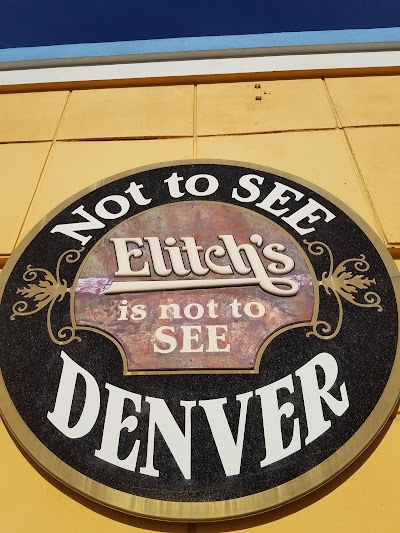 Not to SEE
Elitch's
is not to
SEE
DENVER